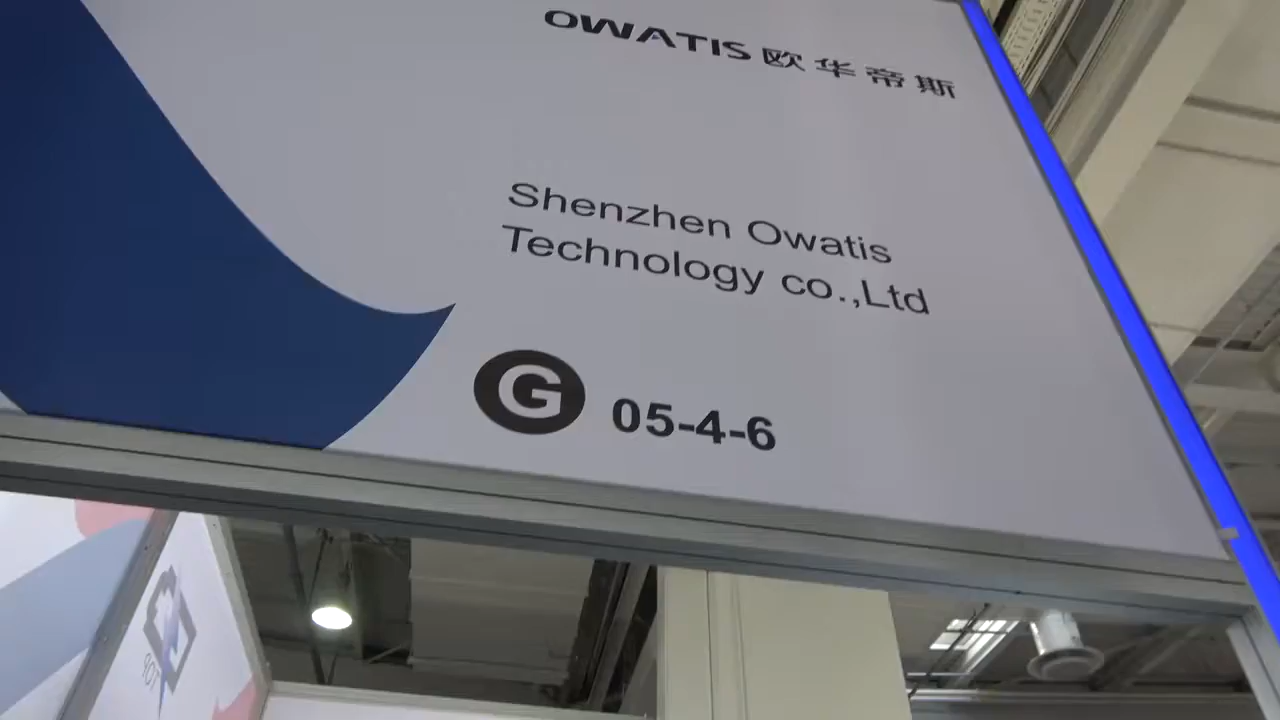 OWATIS 欧华帝斯
Shenzhen Owatis
Technology co.,Ltd
G 05-4-6